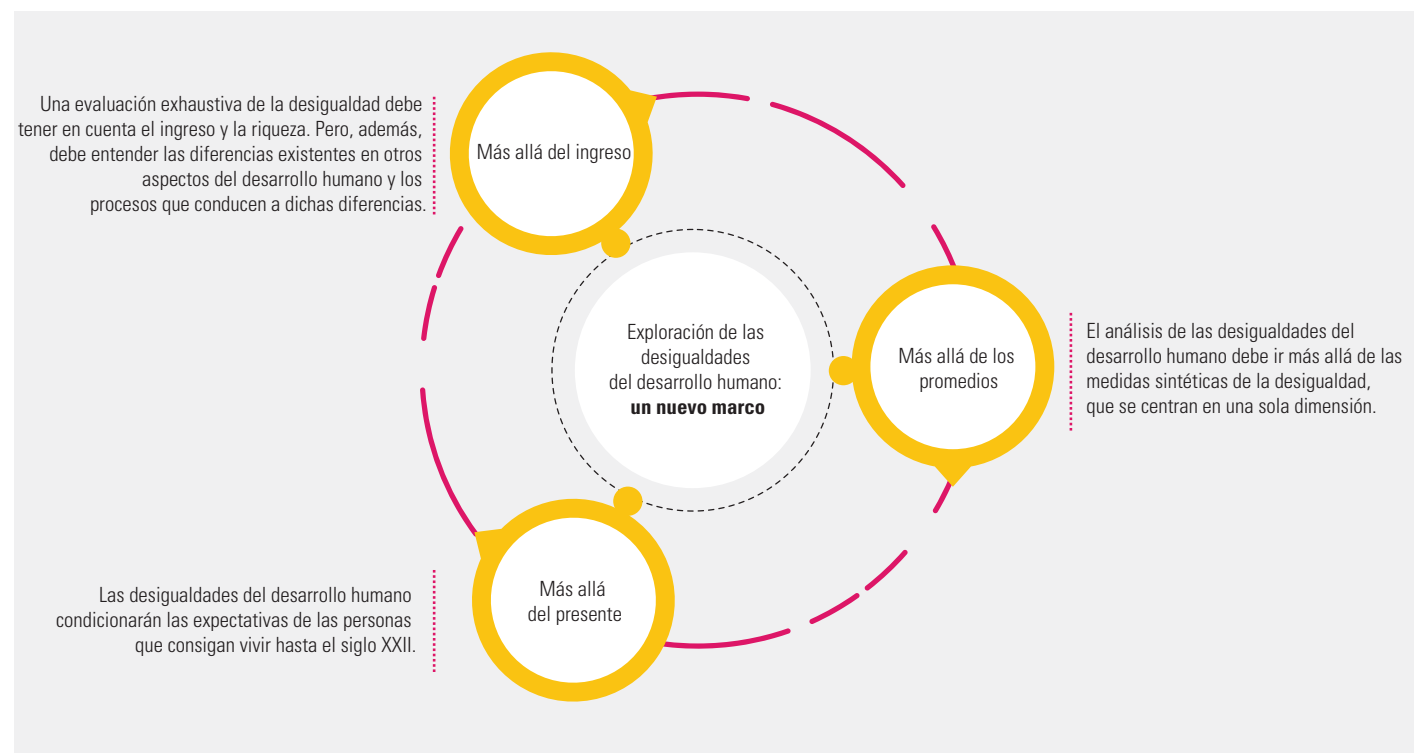 Una evaluación exhaustiva de la desigualdad debe
tener en cuenta el ingreso y la riqueza. Pero, además,
debe entender las diferencias existentes en otros
aspectos del desarrollo humano y los
procesos que conducen a dichas diferencias.
Más allá del ingreso
Exploración de las
desigualdades
del desarrollo humano:
un nuevo marco
Más allá de los
promedios
El análisis de las desigualdades del
desarrollo humano debe ir más allá de las
medidas sintéticas de la desigualdad,
que se centran en una sola dimensión.
Más allá
del presente
Las desigualdades del desarrollo humano
condicionarán las expectativas de las personas
que consigan vivir hasta el siglo XXII.